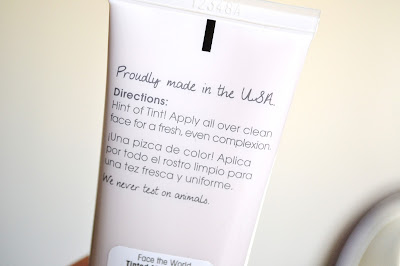 123484
Proudly made in the USA
Directions:
Hint of Tint! Apply all over clean
face for a fresh, even complexion.
¡Una pizca de color! Aplica
por todo el rostro limpio para
una tez fresca y uniforme.
We never test on animals.
Face the World
Tinted